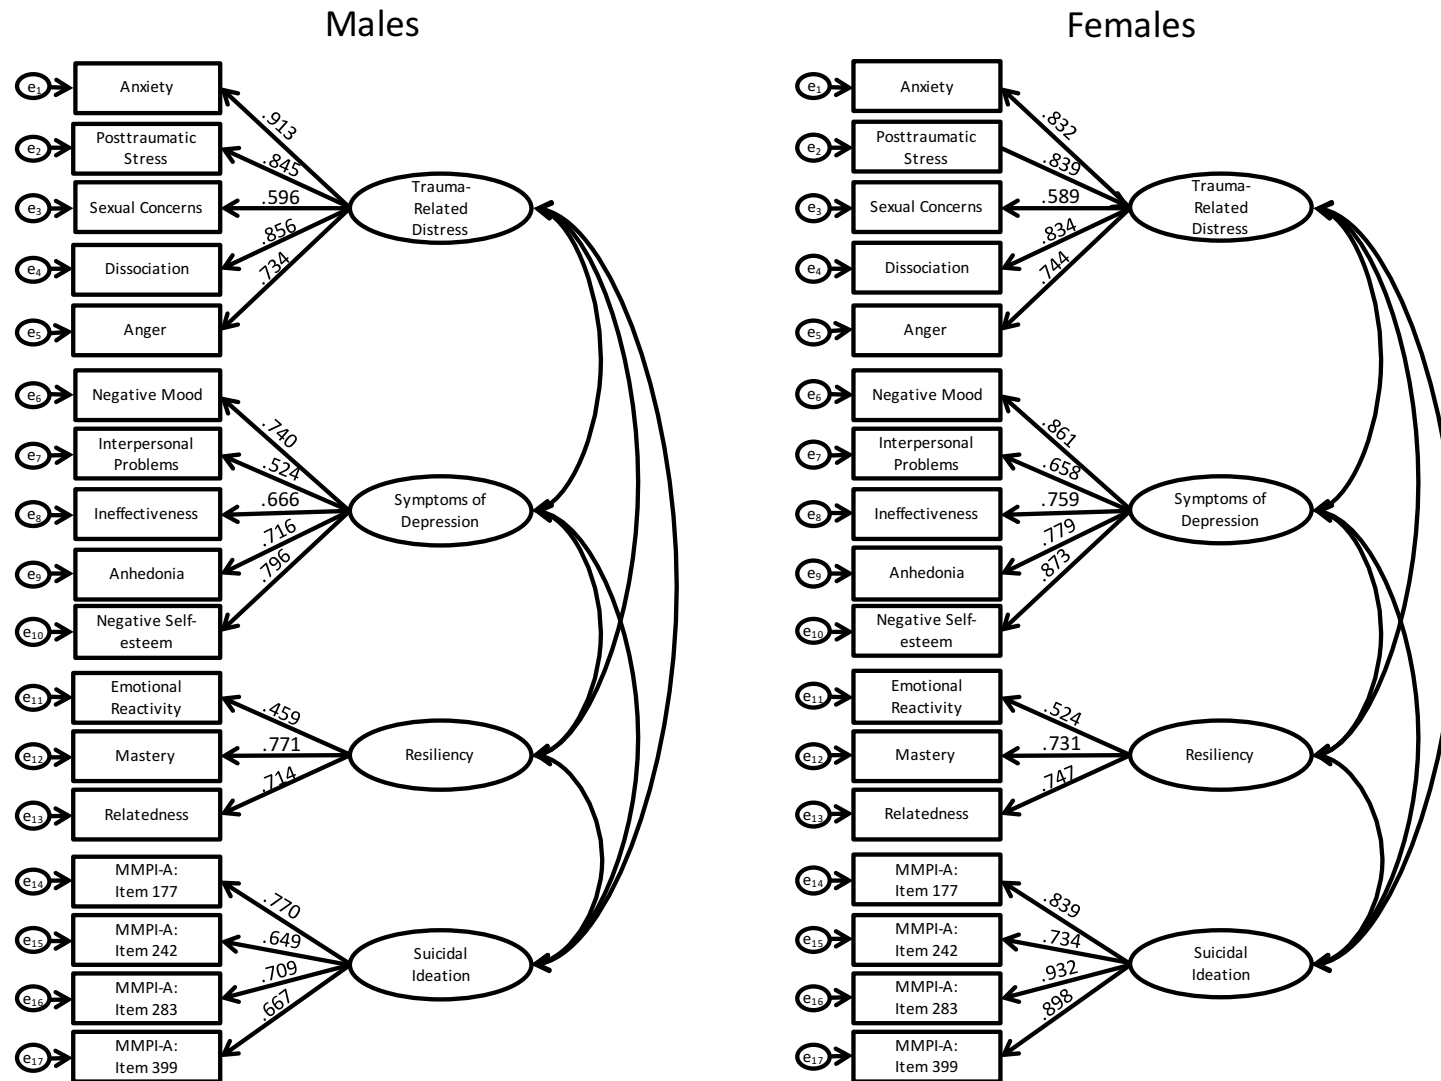 Males
e1
Anxiety
.913
e2
Posttraumatic
Stress
.845
e3
Sexual Concerns
.596
Trauma-
Related
Distress
e4
Dissociation
.856
e5
Anger
.734
e6
Negative Mood
.740
e7
Interpersonal
Problems
.524
e8
Ineffectiveness
.666
Symptoms of
Depression
e9
Anhedonia
.716
e10
Negative Self-
esteem
.796
e11
Emotional
Reactivity
.459
e12
Mastery
.771
Resiliency
e13
Relatedness
.714
e14
MMPI-A:
Item 177
.770
e15
MMPI-A:
Item 242
.649
Suicidal
Ideation
e16
MMPI-A:
Item 283
.709
e17
MMPI-A:
Item 399
.667
Females
e1
Anxiety
.832
e2
Posttraumatic
Stress
.839
e3
Sexual Concerns
.589
Trauma-
Related
Distress
e4
Dissociation
.834
e5
Anger
.744
e6
Negative Mood
.861
e7
Interpersonal
Problems
.658
e8
Ineffectiveness
.759
Symptoms of
Depression
e9
Anhedonia
.779
e10
Negative Self-
esteem
.873
e11
Emotional
Reactivity
.524
e12
Mastery
.731
Resiliency
e13
Relatedness
.747
e14
MMPI-A:
Item 177
.839
e15
MMPI-A:
Item 242
.734
Suicidal
Ideation
e16
MMPI-A:
Item 283
.932
e17
MMPI-A:
Item 399
.898